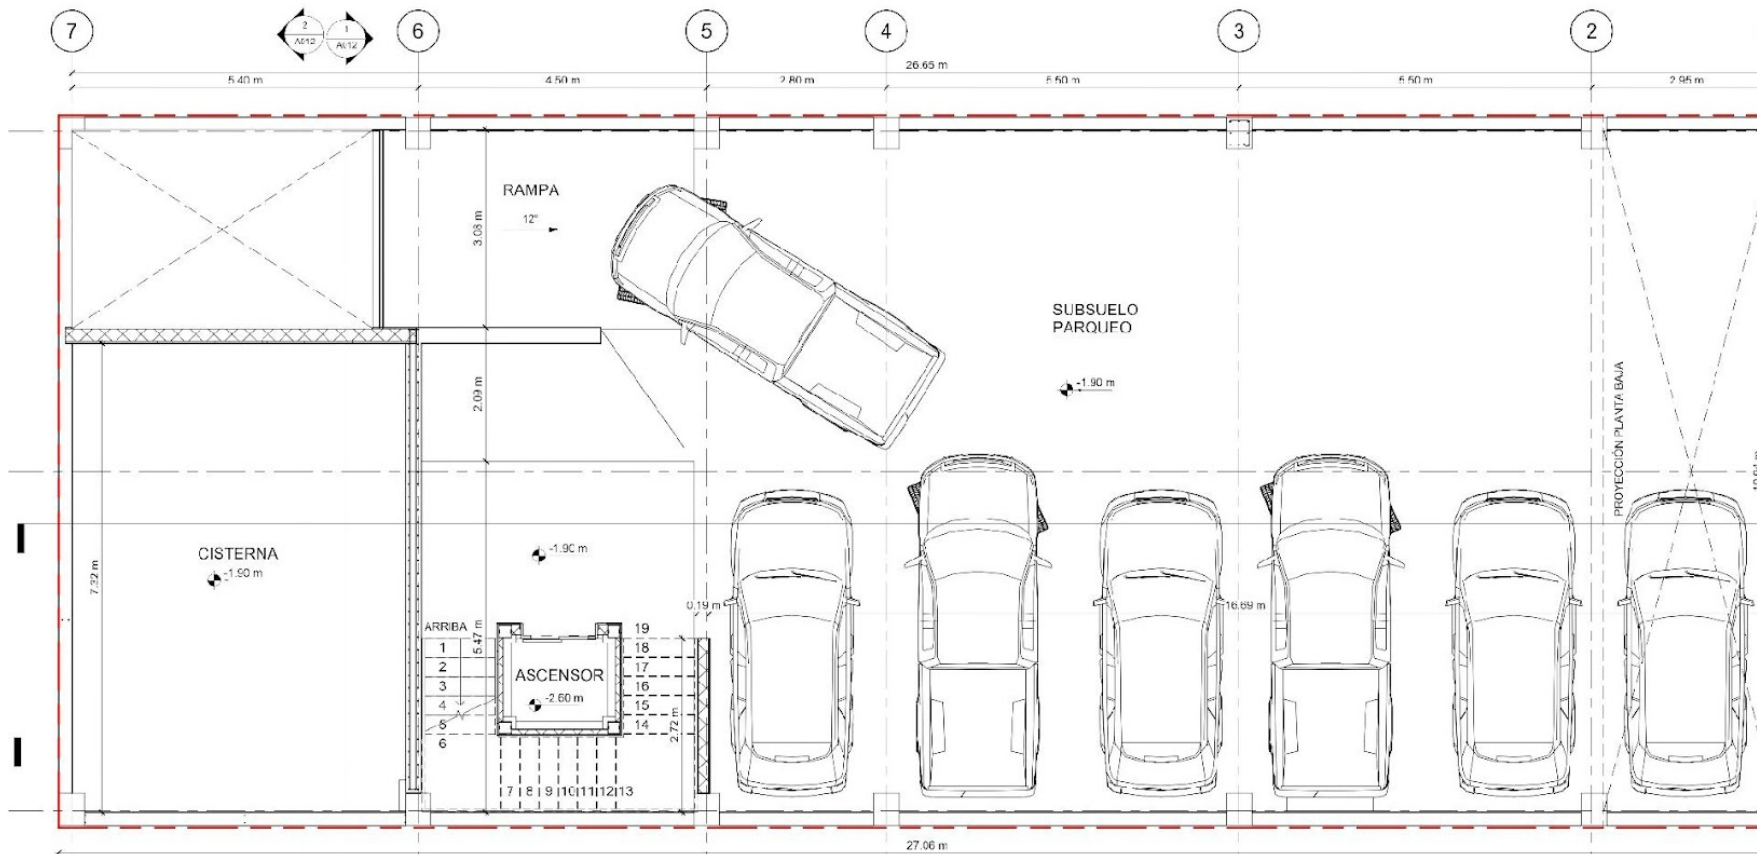 7
2
A012
1
A012
6
5
4
3
2
26.65 m
5.40 m
4.50 m
2.80 m
5.50 m
5.50 m
2.95 m
RAMPA
12°
3.08 m
SUBSUELO
PARQUEO
-1.90 m
PROYECCIÓN PLANTA BAJA
2.09 m
CISTERNA
-1.90 m
7.32 m
-1.90 m
0.19 m
16.69 m
ARRIBA
5.47 m
1
2
3
4
5
6
ASCENSOR
-2.60 m
19
18
17
16
15
14
2.72 m
7
8
9
10
11
12
13
27.06 m